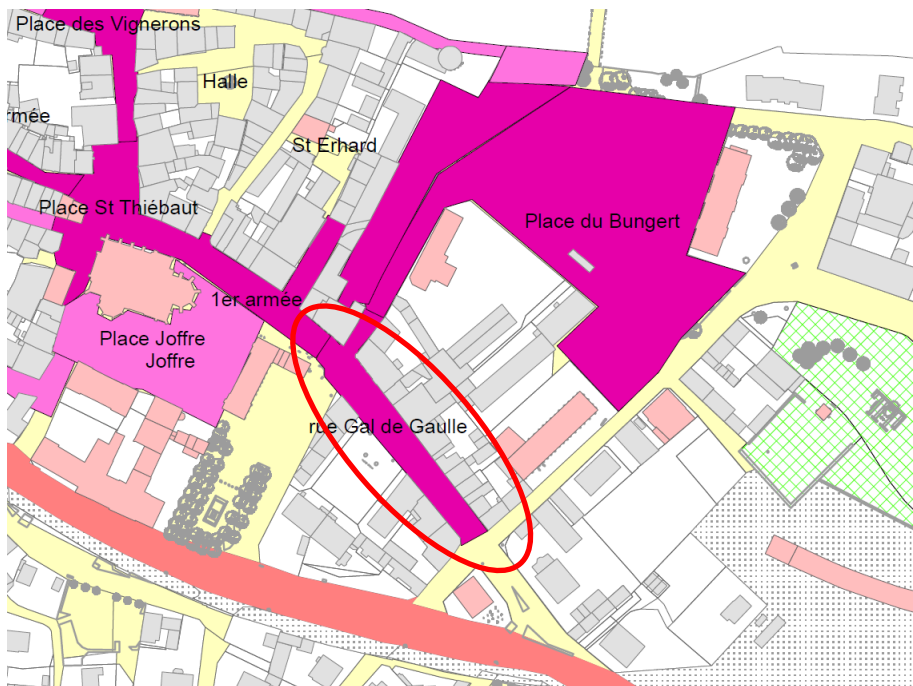 Place des Vignerons
Halle
rmée
St Erhard
Place St Thiébaut
Place du Bungert
1er armée
Place Joffre
Joffre
rue Gal de Gaulle